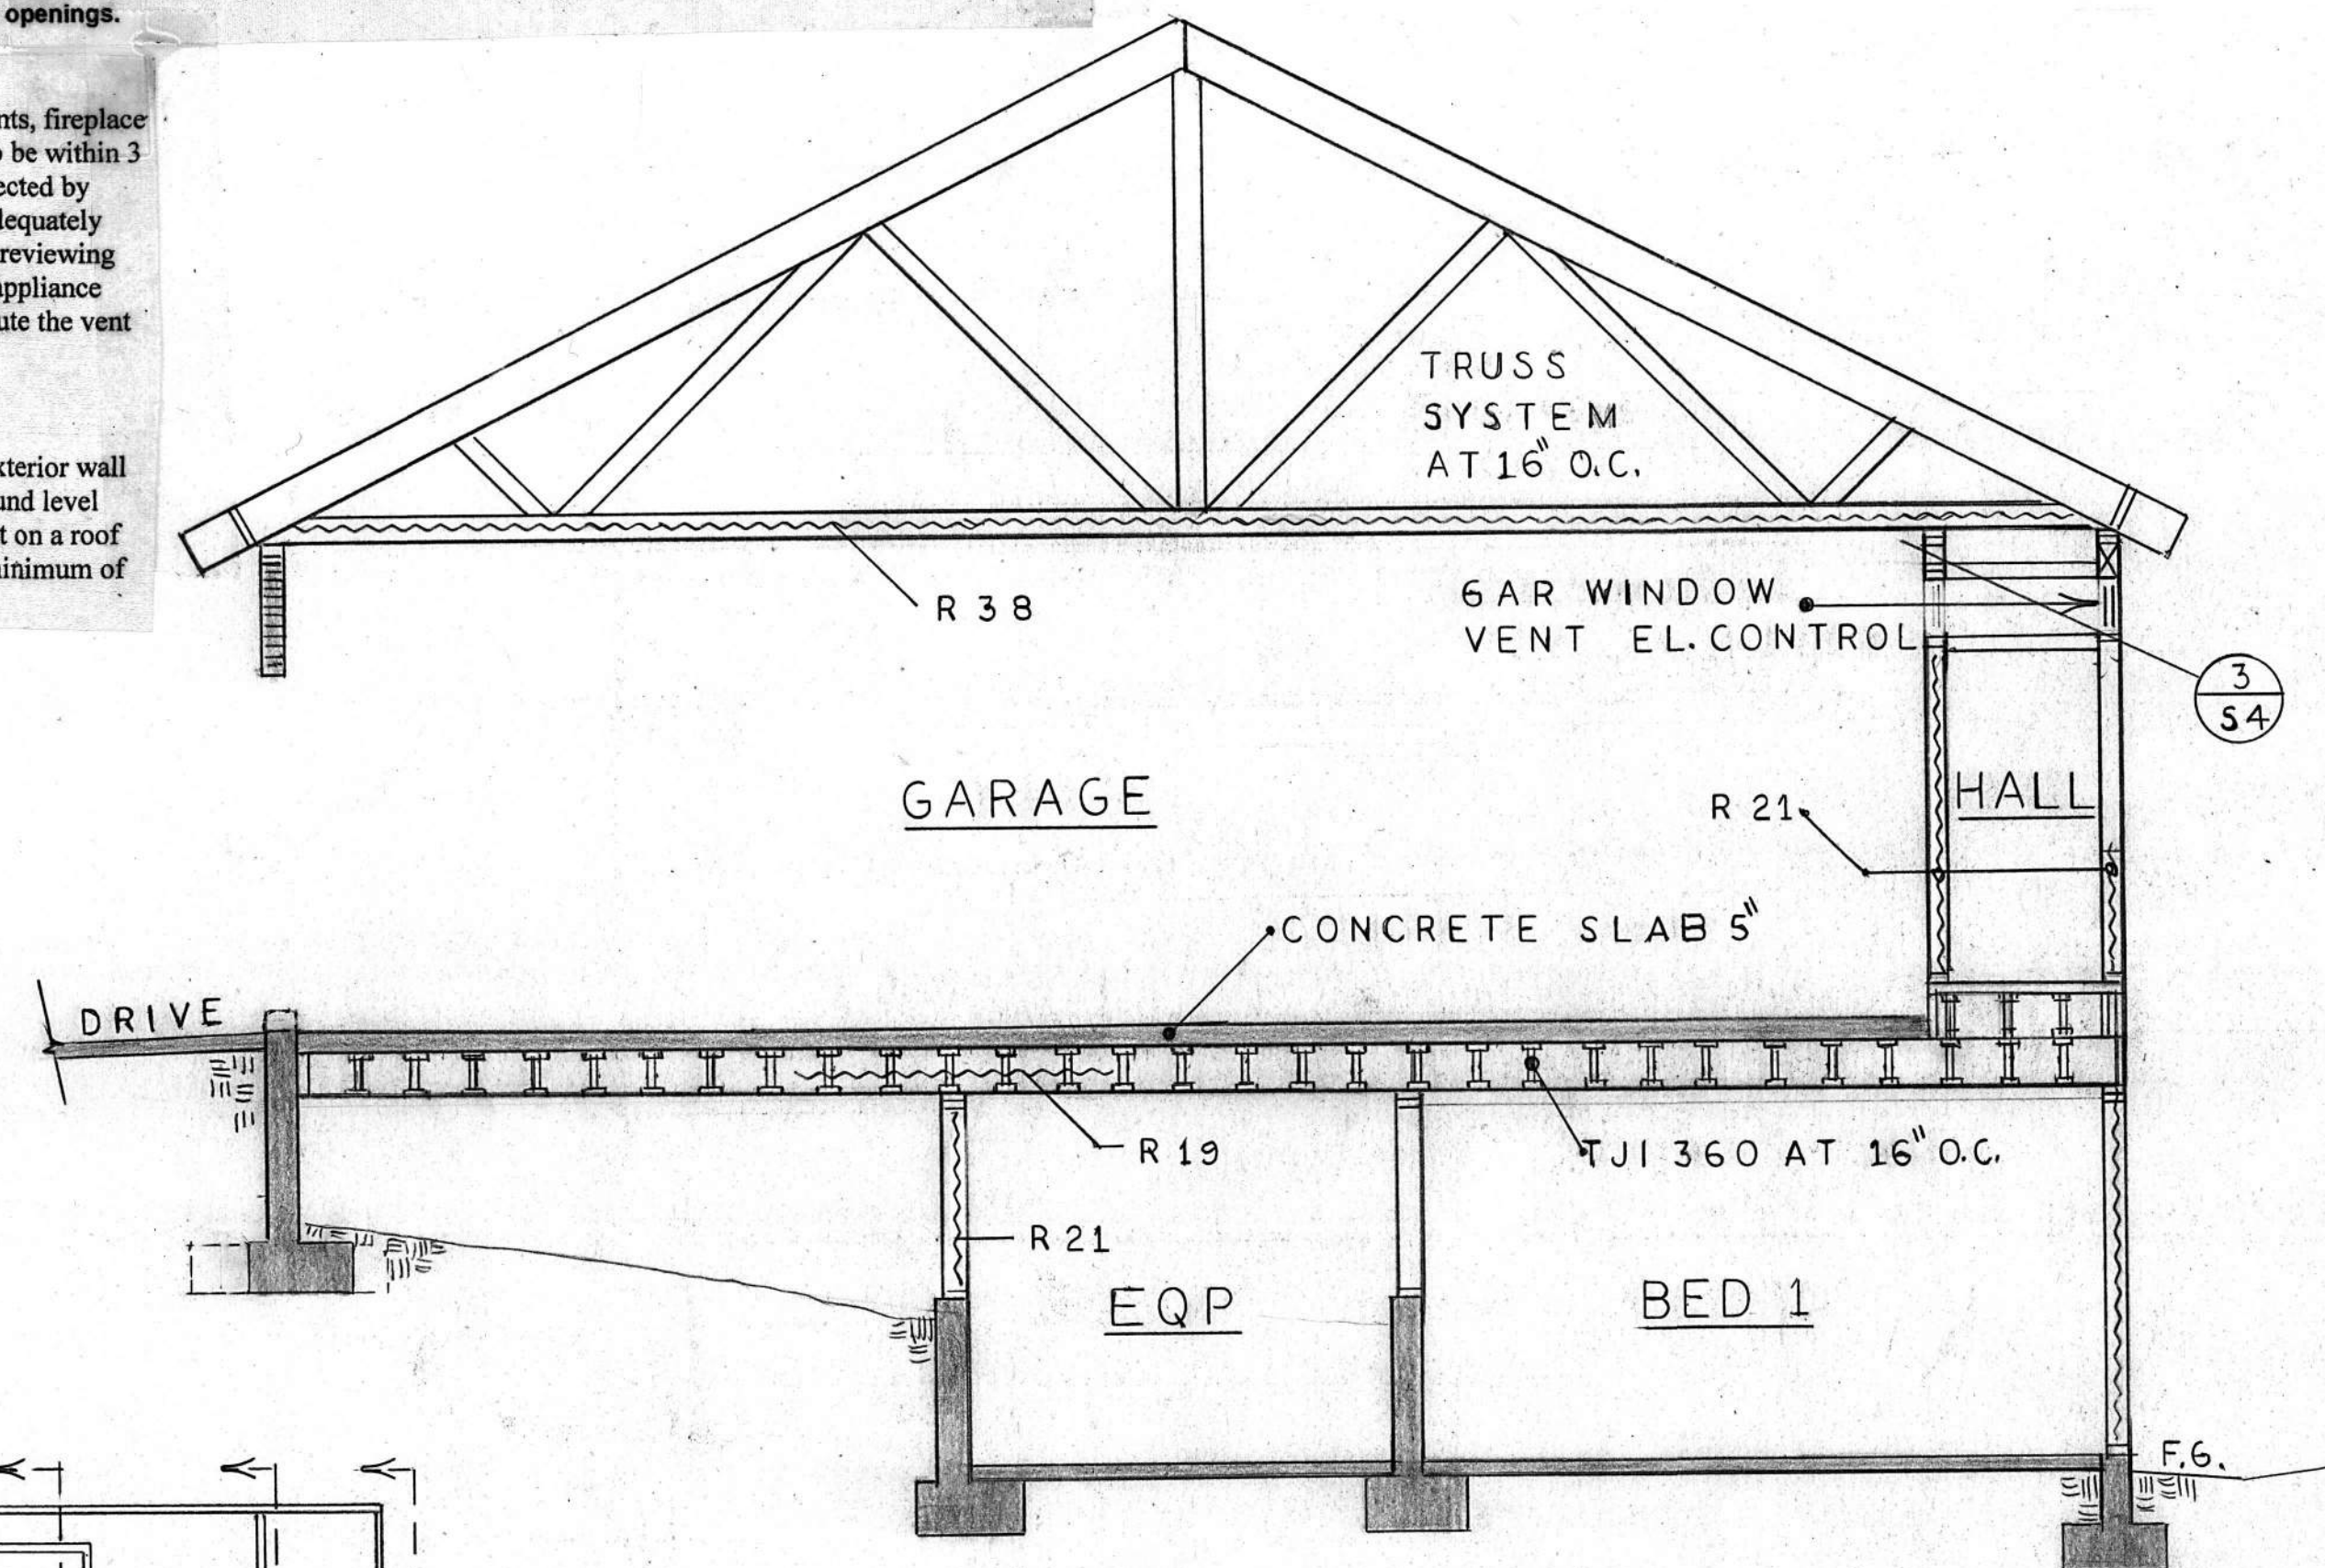 openings.
nts, fireplace
be within 3
ected by
equately
reviewing
appliance
ute the vent
xterior wall
und level
t on a roof
inimum of
TRUSS
SYSTEM
AT 16" O.C.
R 38
GAR WINDOW
VENT EL. CONTROL
3
S4
GARAGE
R 21
HALL
CONCRETE SLAB 5"
DRIVE
R 19
TJI 360 AT 16" O.C.
R 21
EQP
BED 1
F.G.